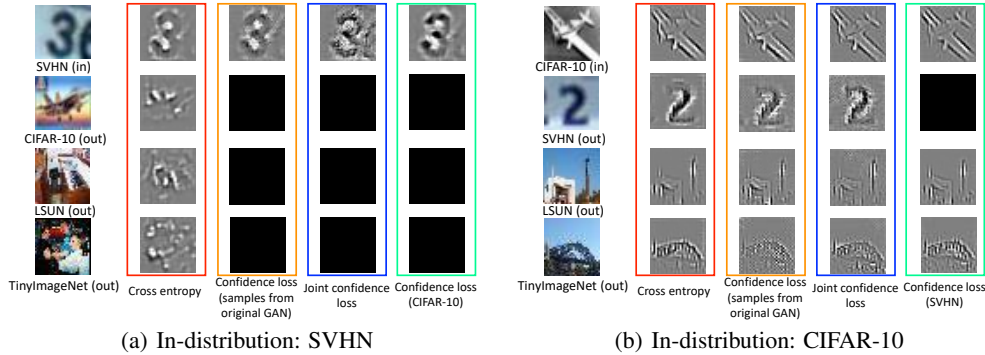 SVHN (in)
CIFAR-10 (out)
LSUN (out)
TinyImageNet (out)
Cross entropy
Confidence loss
(samples from
original GAN)
Joint confidence
loss
Confidence loss
(CIFAR-10)
(a) In-distribution: SVHN
CIFAR-10 (in)
SVHN (out)
LSUN (out)
TinyImageNet (out)
Cross entropy
Confidence loss
(samples from
original GAN)
Joint confidence
loss
Confidence loss
(SVHN)
(b) In-distribution: CIFAR-10